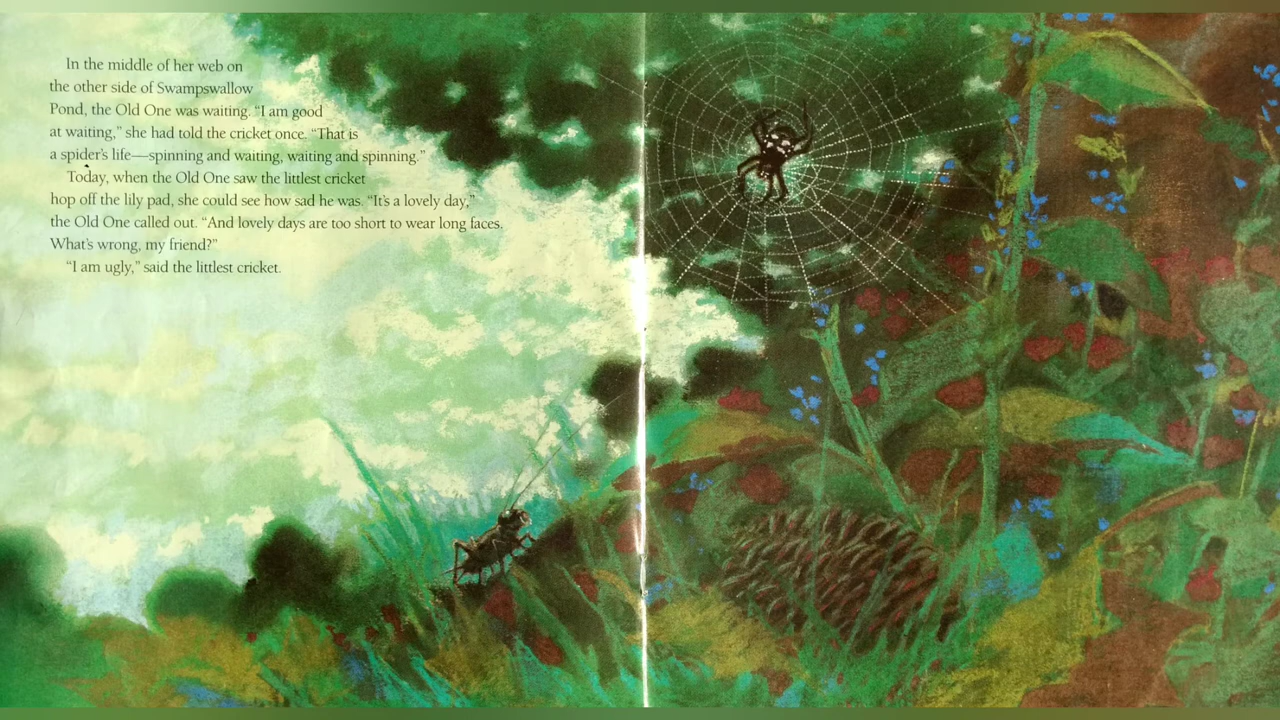 In the middle of her web on
the other side of Swampswallow
Pond, the Old One was waiting. “I am good
at waiting,” she had told the cricket once. “That is
a spider’s life—spinning and waiting, waiting and spinning.”
Today, when the Old One saw the littlest cricket
hop off the lily pad, she could see how sad he was. “It’s a lovely day,”
the Old One called out. “And lovely days are too short to wear long faces.
What’s wrong, my friend?”
“I am ugly,” said the littlest cricket.